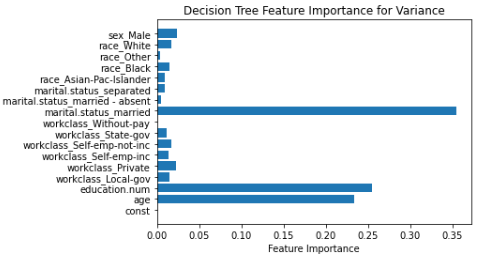 Decision Tree Feature Importance for Variance
sex_Male
race_White
race_Other
race_Black
race_Asian-Pac-Islander
marital.status_separated
marital.status_married - absent
marital.status_married
workclass_Without-pay
workclass_State-gov
workclass_Self-emp-not-inc
workclass_Self-emp-inc
workclass_Private
workclass_Local-gov
education.num
age
const
0.00 0.05 0.10 0.15 0.20 0.25 0.30 0.35
Feature Importance